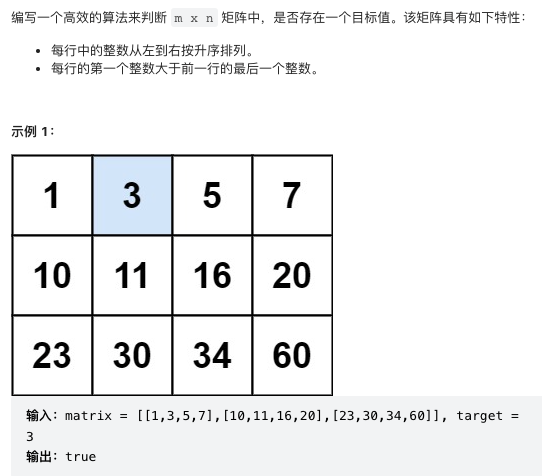 编写一个高效的算法来判断 m x n 矩阵中，是否存在一个目标值。该矩阵具有如下特性：
• 每行中的整数从左到右按升序排列。
• 每行的第一个整数大于前一行的最后一个整数。
示例 1：
1 3 5 7
10 11 16 20
23 30 34 60
输入：matrix = [[1,3,5,7],[10,11,16,20],[23,30,34,60]], target =
3
输出：true